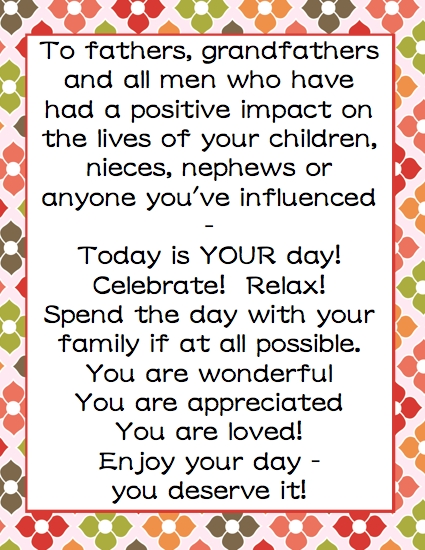 To fathers, grandfathers
and all men who have
had a positive impact on
the lives of your children,
nieces, nephews or
anyone you've influenced
-
Today is YOUR day!
Celebrate!  Relax!
Spend the day with your
family if at all possible.
You are wonderful
You are appreciated
You are loved!
Enjoy your day -
you deserve it!